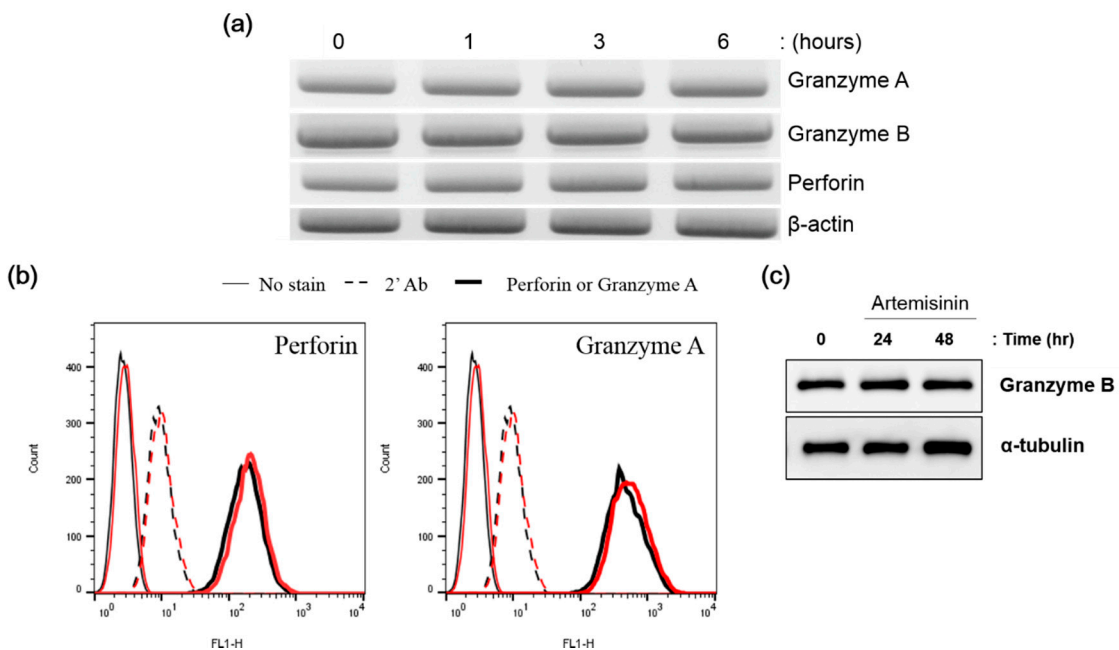 (a)
0 1 3 6 : (hours)
Granzyme A
Granzyme B
Perforin
β-actin
(b)
No stain 2’ Ab Perforin or Granzyme A
Perforin
400
300
200
100
0
Count
10⁰ 10¹ 10² 10³ 10⁴
FL1-H
Granzyme A
400
300
200
100
0
Count
10⁰ 10¹ 10² 10³ 10⁴
FL1-H
(c)
Artemisinin
0 24 48 : Time (hr)
Granzyme B
α-tubulin